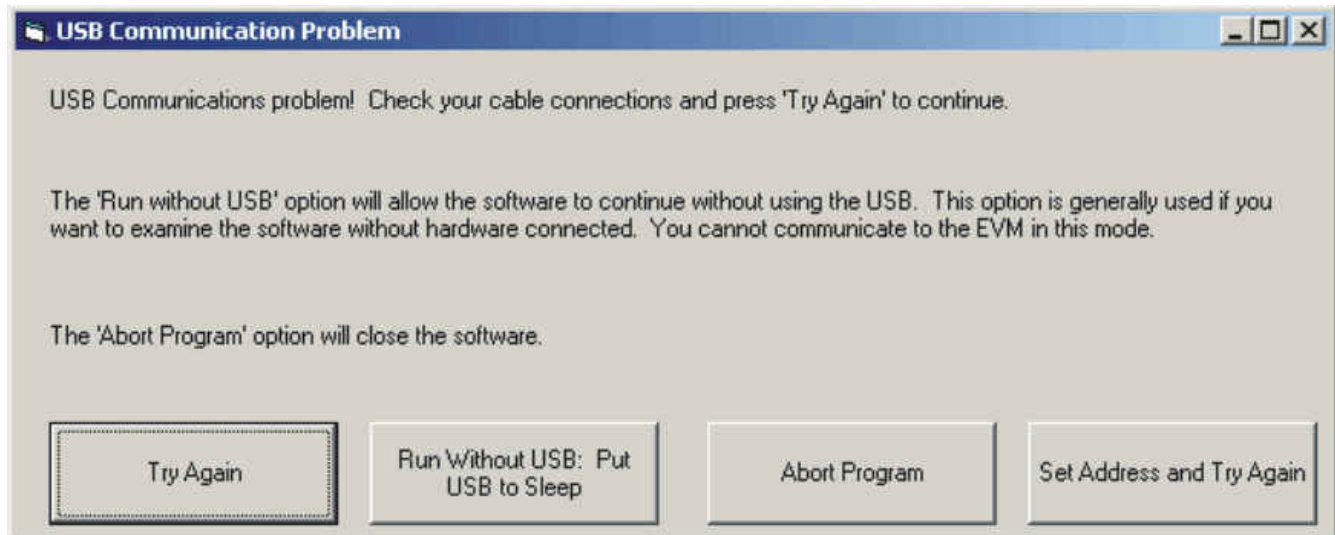 USB Communication Problem
USB Communications problem!  Check your cable connections and press 'Try Again' to continue.
The 'Run without USB' option will allow the software to continue without using the USB.  This option is generally used if you
want to examine the software without hardware connected.  You cannot communicate to the EVM in this mode.
The 'Abort Program' option will close the software.
Try Again
Run Without USB:  Put
USB to Sleep
Abort Program
Set Address and Try Again